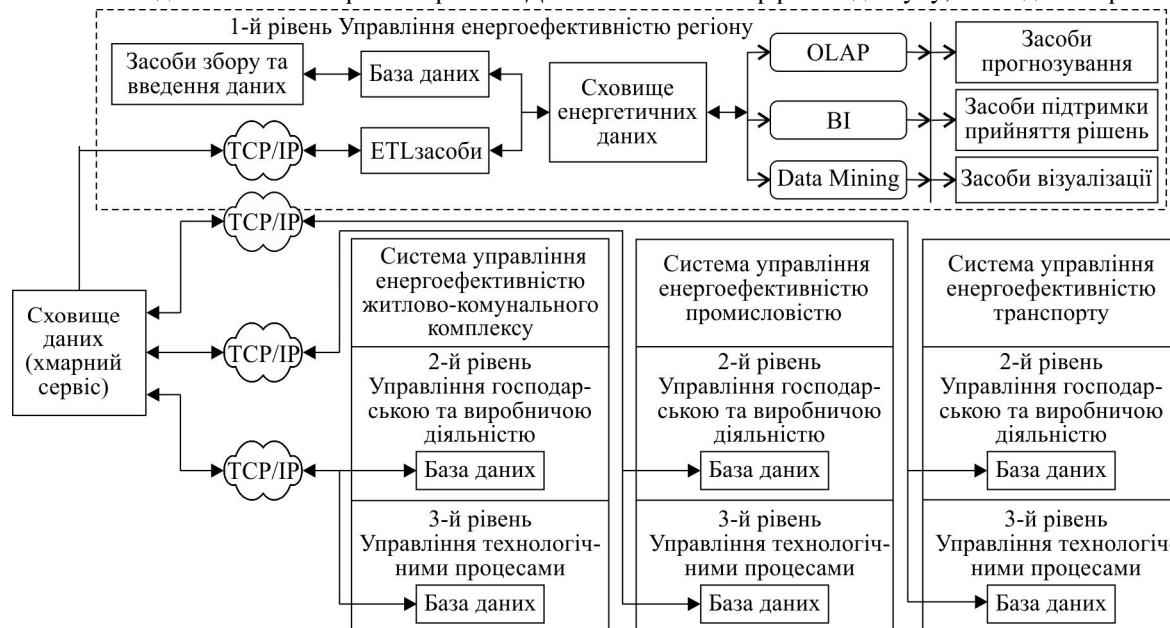 1-й рівень Управління енергоефективністю регіону
Засоби збору та
введення даних
База даних
Сховище
енергетичних
даних
OLAP
Засоби
прогнозування
BI
Засоби підтримки
прийняття рішень
TCP/IP
ETLзасоби
Data Mining
Засоби візуалізації
TCP/IP
Сховище
даних
(хмарний
сервіс)
TCP/IP
TCP/IP
Система управління
енергоефективністю
житлово-комунального
комплексу
2-й рівень
Управління господар-
ською та виробничою
діяльністю
База даних
3-й рівень
Управління технологіч-
ними процесами
База даних
Система управління
енергоефективністю
промисловістю
2-й рівень
Управління господар-
ською та виробничою
діяльністю
База даних
3-й рівень
Управління технологіч-
ними процесами
База даних
Система управління
енергоефективністю
транспорту
2-й рівень
Управління господар-
ською та виробничою
діяльністю
База даних
3-й рівень
Управління технологіч-
ними процесами
База даних